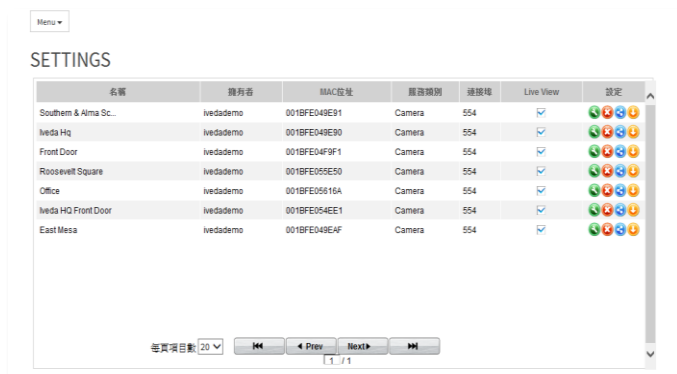 Menu
SETTINGS
名稱 擁有者 MAC位址 服務類別 連接埠 Live View 設定
Southern & Alma Sc... ivedademo 001BFE049E91 Camera 554
Iveda Hq ivedademo 001BFE049E90 Camera 554
Front Door ivedademo 001BFE04F9F1 Camera 554
Roosevelt Square ivedademo 001BFE055E50 Camera 554
Office ivedademo 001BFE05616A Camera 554
Iveda HQ Front Door ivedademo 001BFE054EE1 Camera 554
East Mesa ivedademo 001BFE049EAF Camera 554
每頁項目數 20 Prev Next
1 / 1